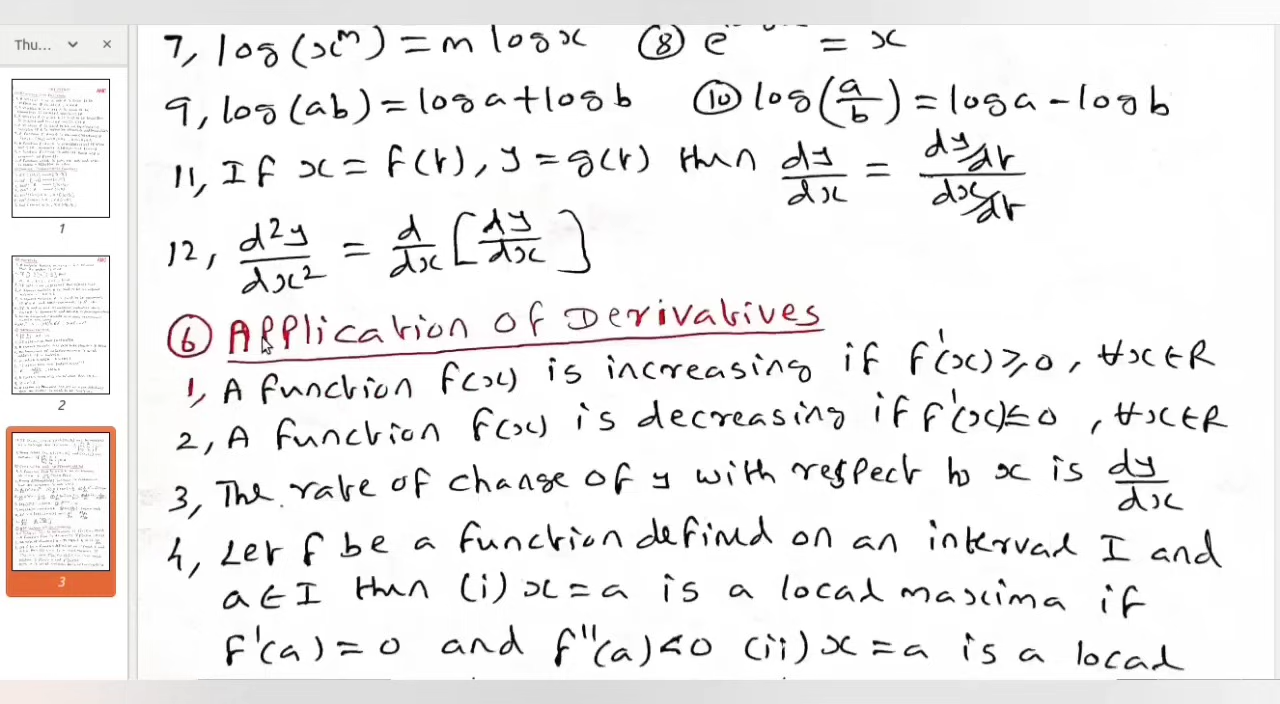 Thu...
1
2
3
7, log(xᵐ) = m log x ⑧ e = x
9, log(ab) = log a + log b ⑩ log(a/b) = log a - log b
11, If x = f(t), y = g(t) then dy/dx = (dy/dt)/(dx/dt)
12, d²y/dx² = d/dx [dy/dx]
⑥ Application of Derivatives
1, A function f(x) is increasing if f'(x) ≥ 0, ∀x∈R
2, A function f(x) is decreasing if f'(x) ≤ 0, ∀x∈R
3, The rate of change of y with respect to x is dy/dx
4, Let f be a function defined on an interval I and
a∈I then (i) x = a is a local maxima if
f'(a) = 0 and f''(a) < 0 (ii) x = a is a local